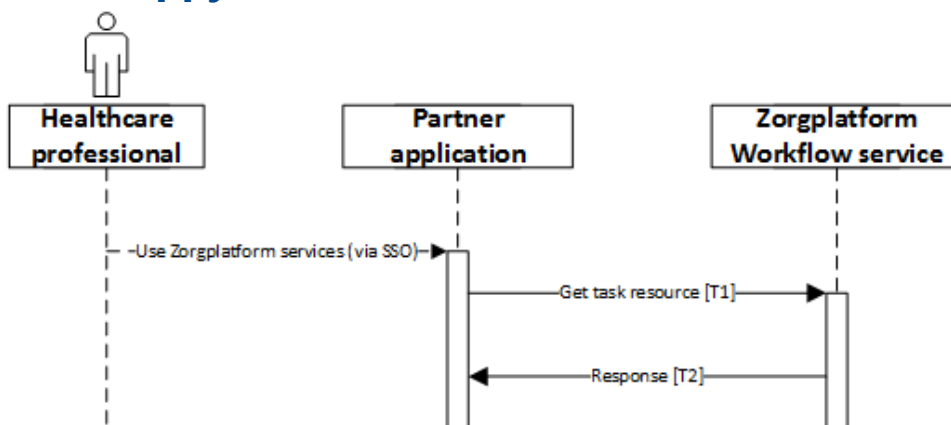 Healthcare
professional
Partner
application
Zorgplatform
Workflow service
Use Zorgplatform services (via SSO)
Get task resource [T1]
Response [T2]